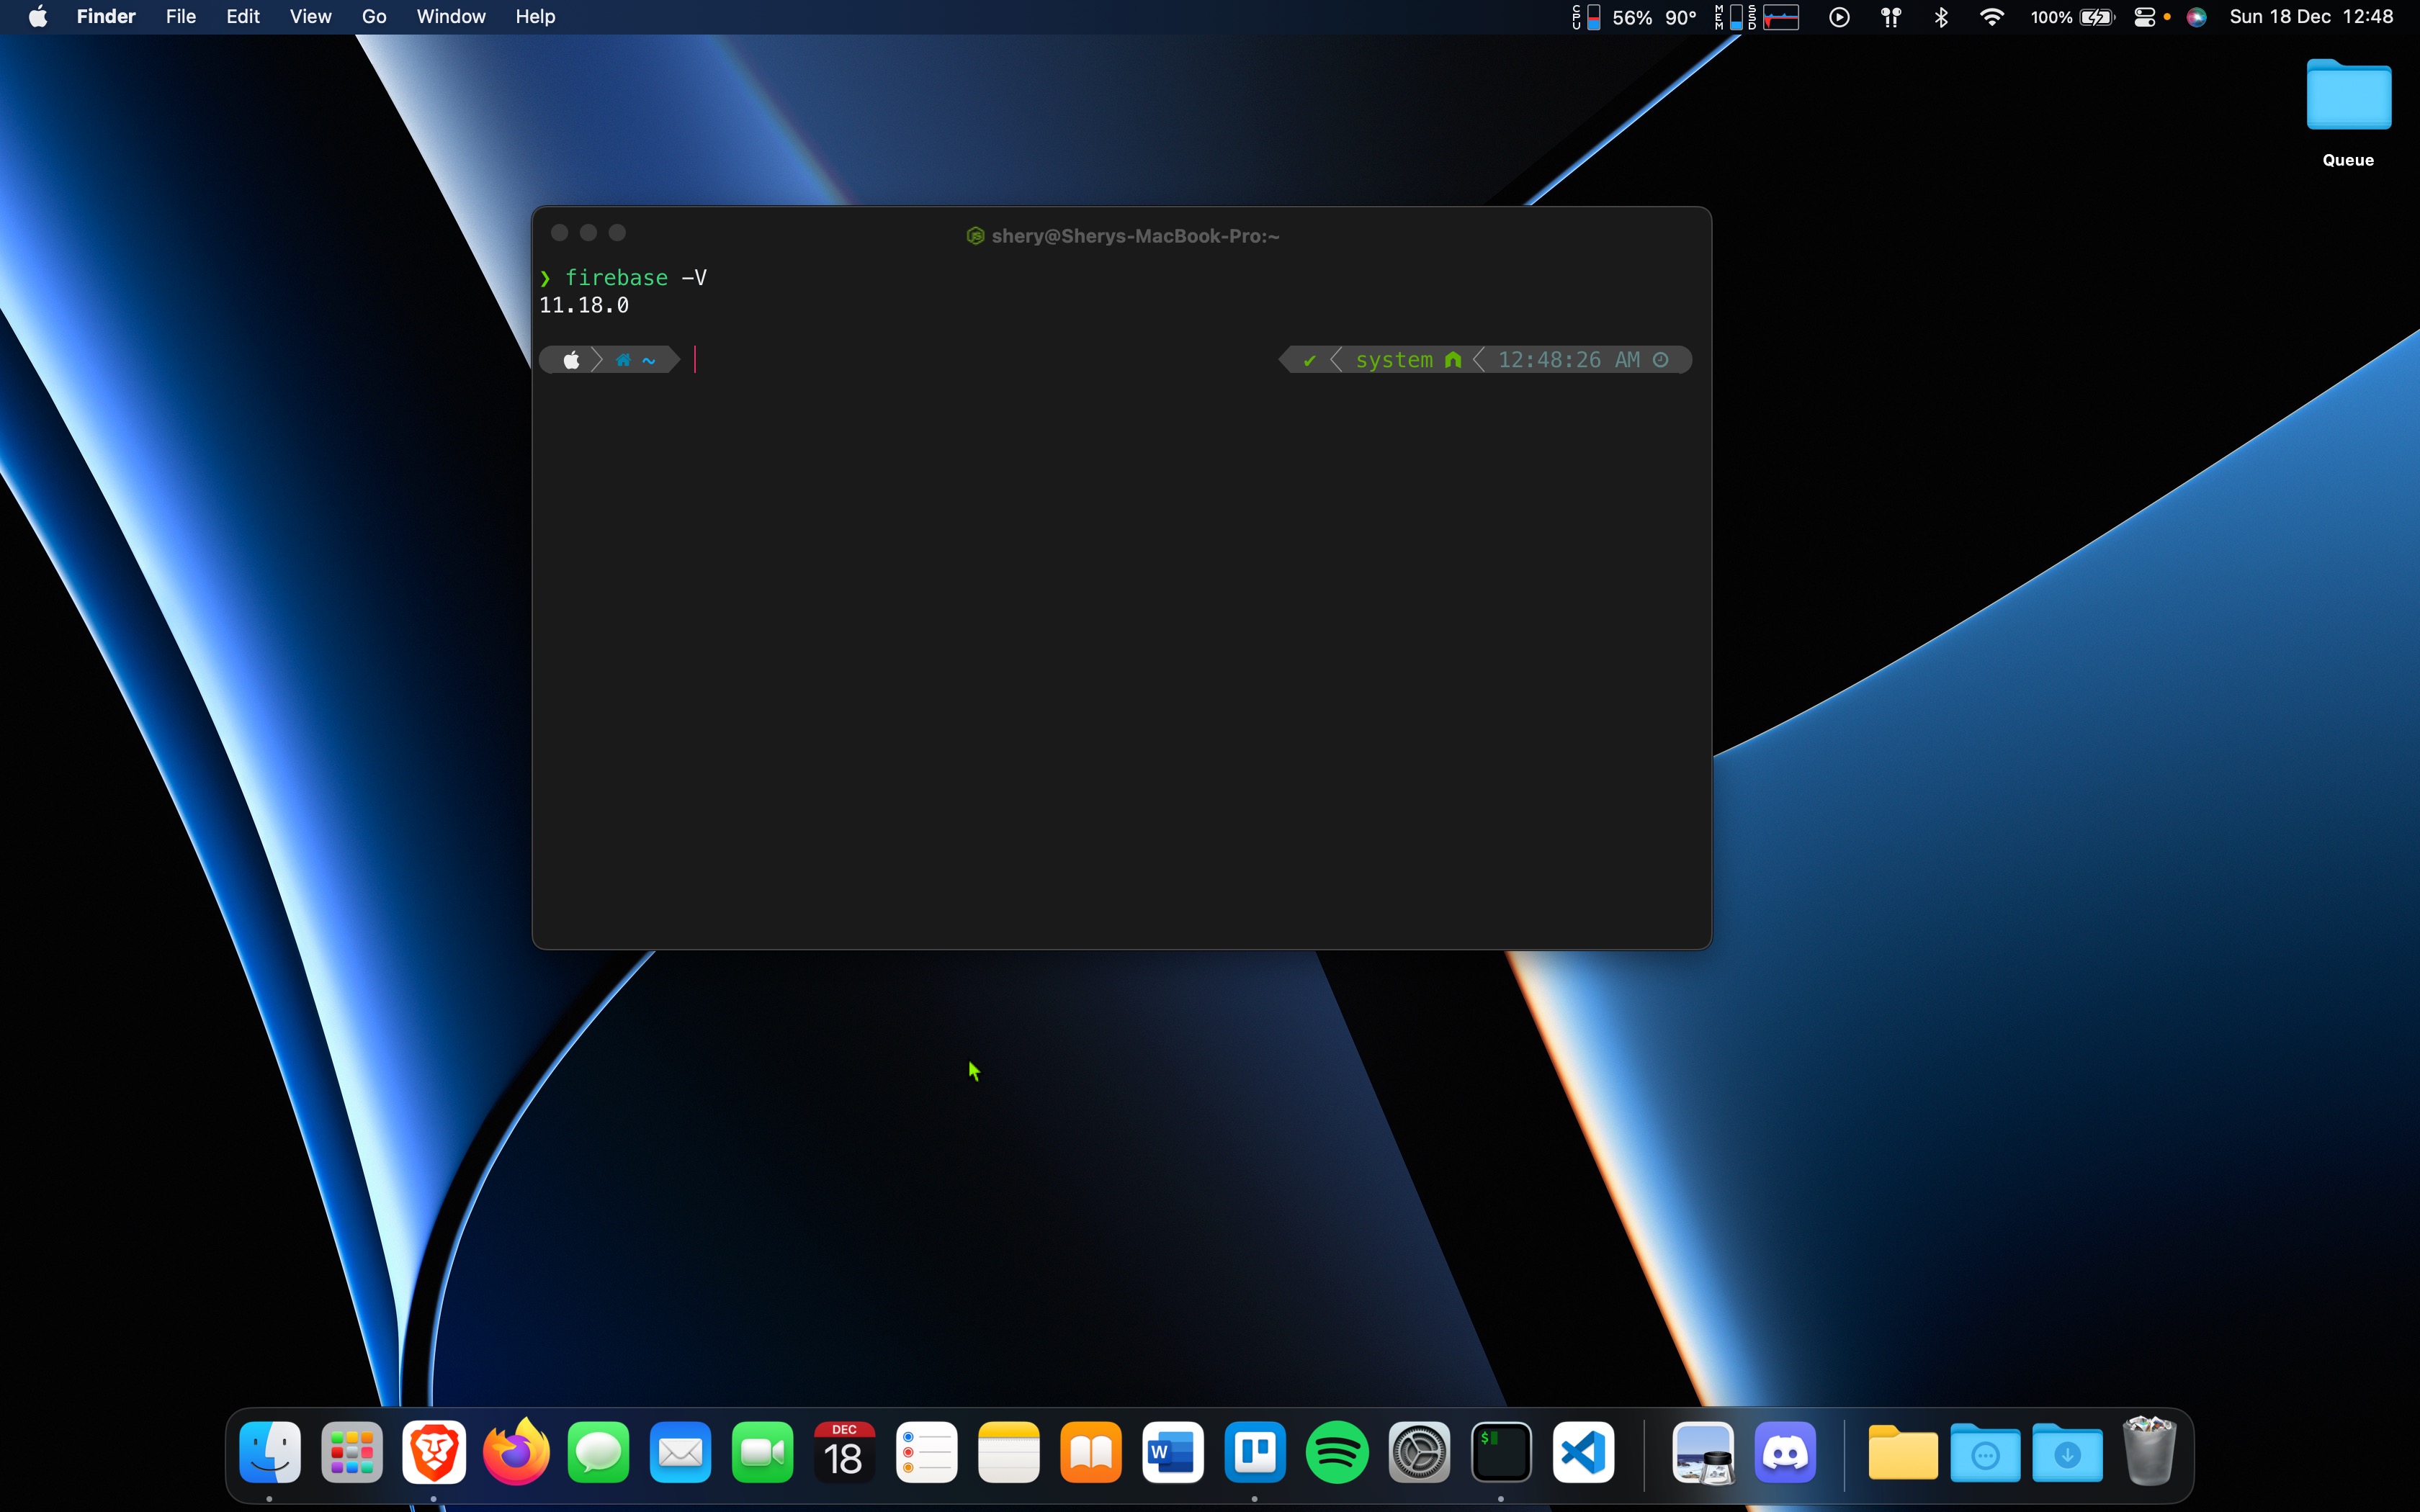 Finder File Edit View Go Window Help
CPU 56% 90° MEM SSD 100% Sun 18 Dec 12:48
Queue
shery@Sherys-MacBook-Pro:~
❯ firebase -V
11.18.0
~ ✔ system 12:48:26 AM
DEC
18
W
$